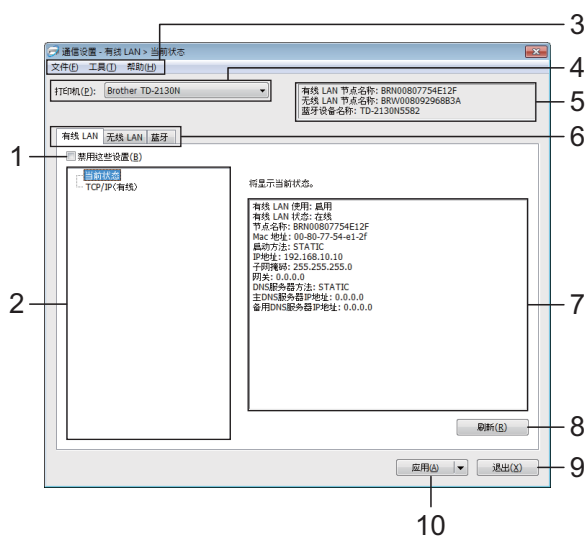 3
通信设置 - 有线 LAN > 当前状态
文件(F) 工具(T) 帮助(H)
4
打印机(P): Brother TD-2130N
有线 LAN 节点名称: BRN00807754E12F
无线 LAN 节点名称: BRW008092968B3A
蓝牙设备名称: TD-2130N5582
5
6
有线 LAN 无线 LAN 蓝牙
1
禁用这些设置(B)
当前状态
TCP/IP(有线)
将显示当前状态。
有线 LAN 使用: 启用
有线 LAN 状态: 在线
节点名称: BRN00807754E12F
Mac 地址: 00-80-77-54-e1-2f
启动方法: STATIC
IP地址: 192.168.10.10
子网掩码: 255.255.255.0
网关: 0.0.0.0
DNS服务器方法: STATIC
主DNS服务器IP地址: 0.0.0.0
备用DNS服务器IP地址: 0.0.0.0
2
7
刷新(R)
8
应用(A) 退出(X)
9
10